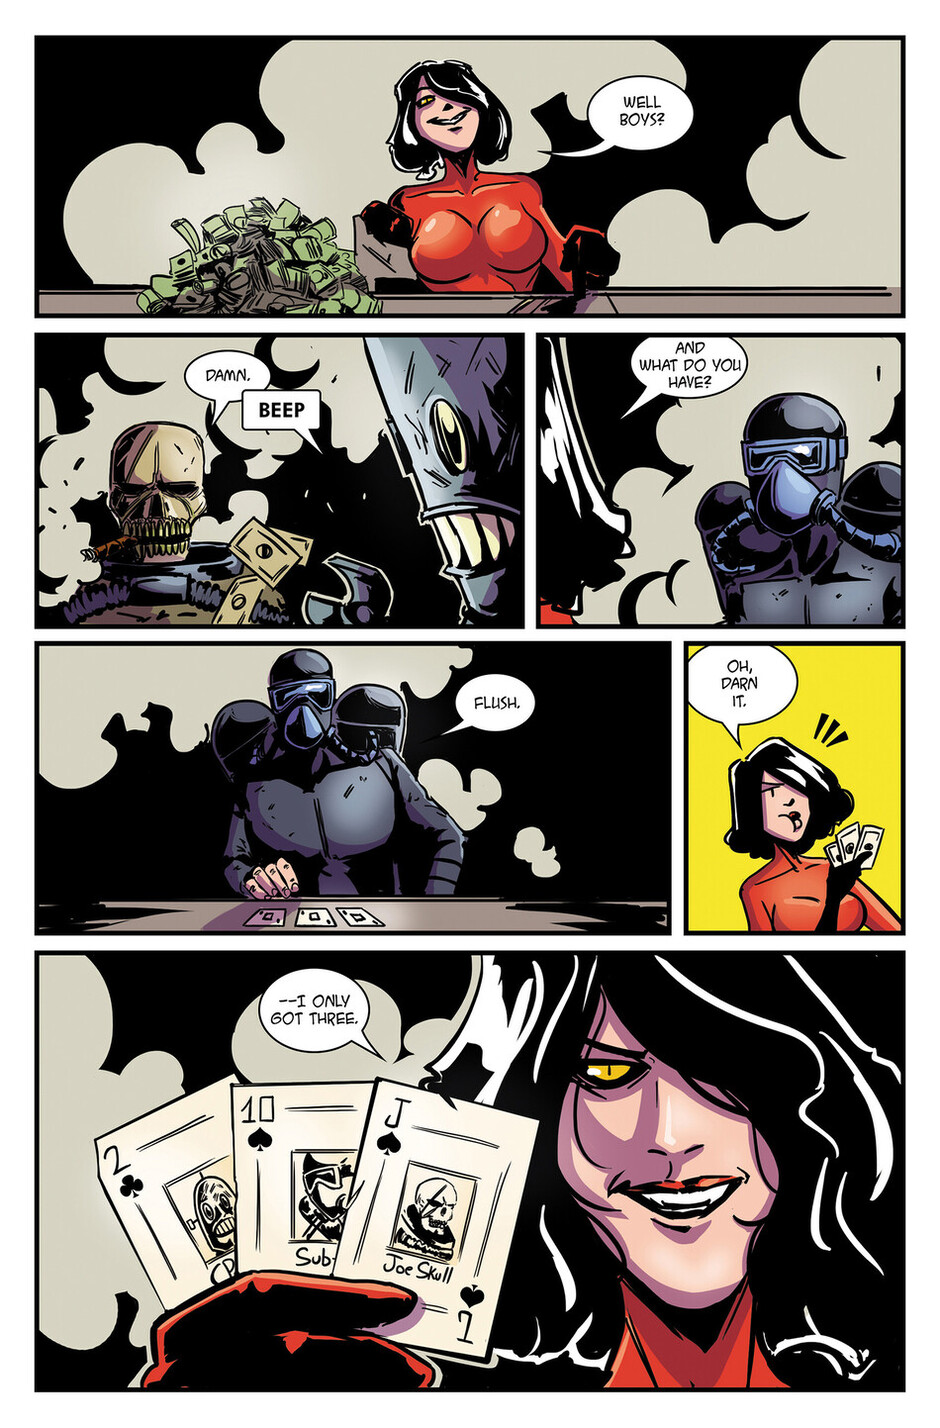 WELL
BOYS?
DAMN.
BEEP
AND
WHAT DO YOU
HAVE?
FLUSH.
OH,
DARN
IT.
--I ONLY
GOT THREE.
2
10
J
CP
Sub-
Joe Skull
J